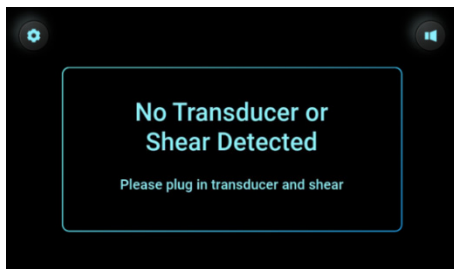 No Transducer or
Shear Detected
Please plug in transducer and shear